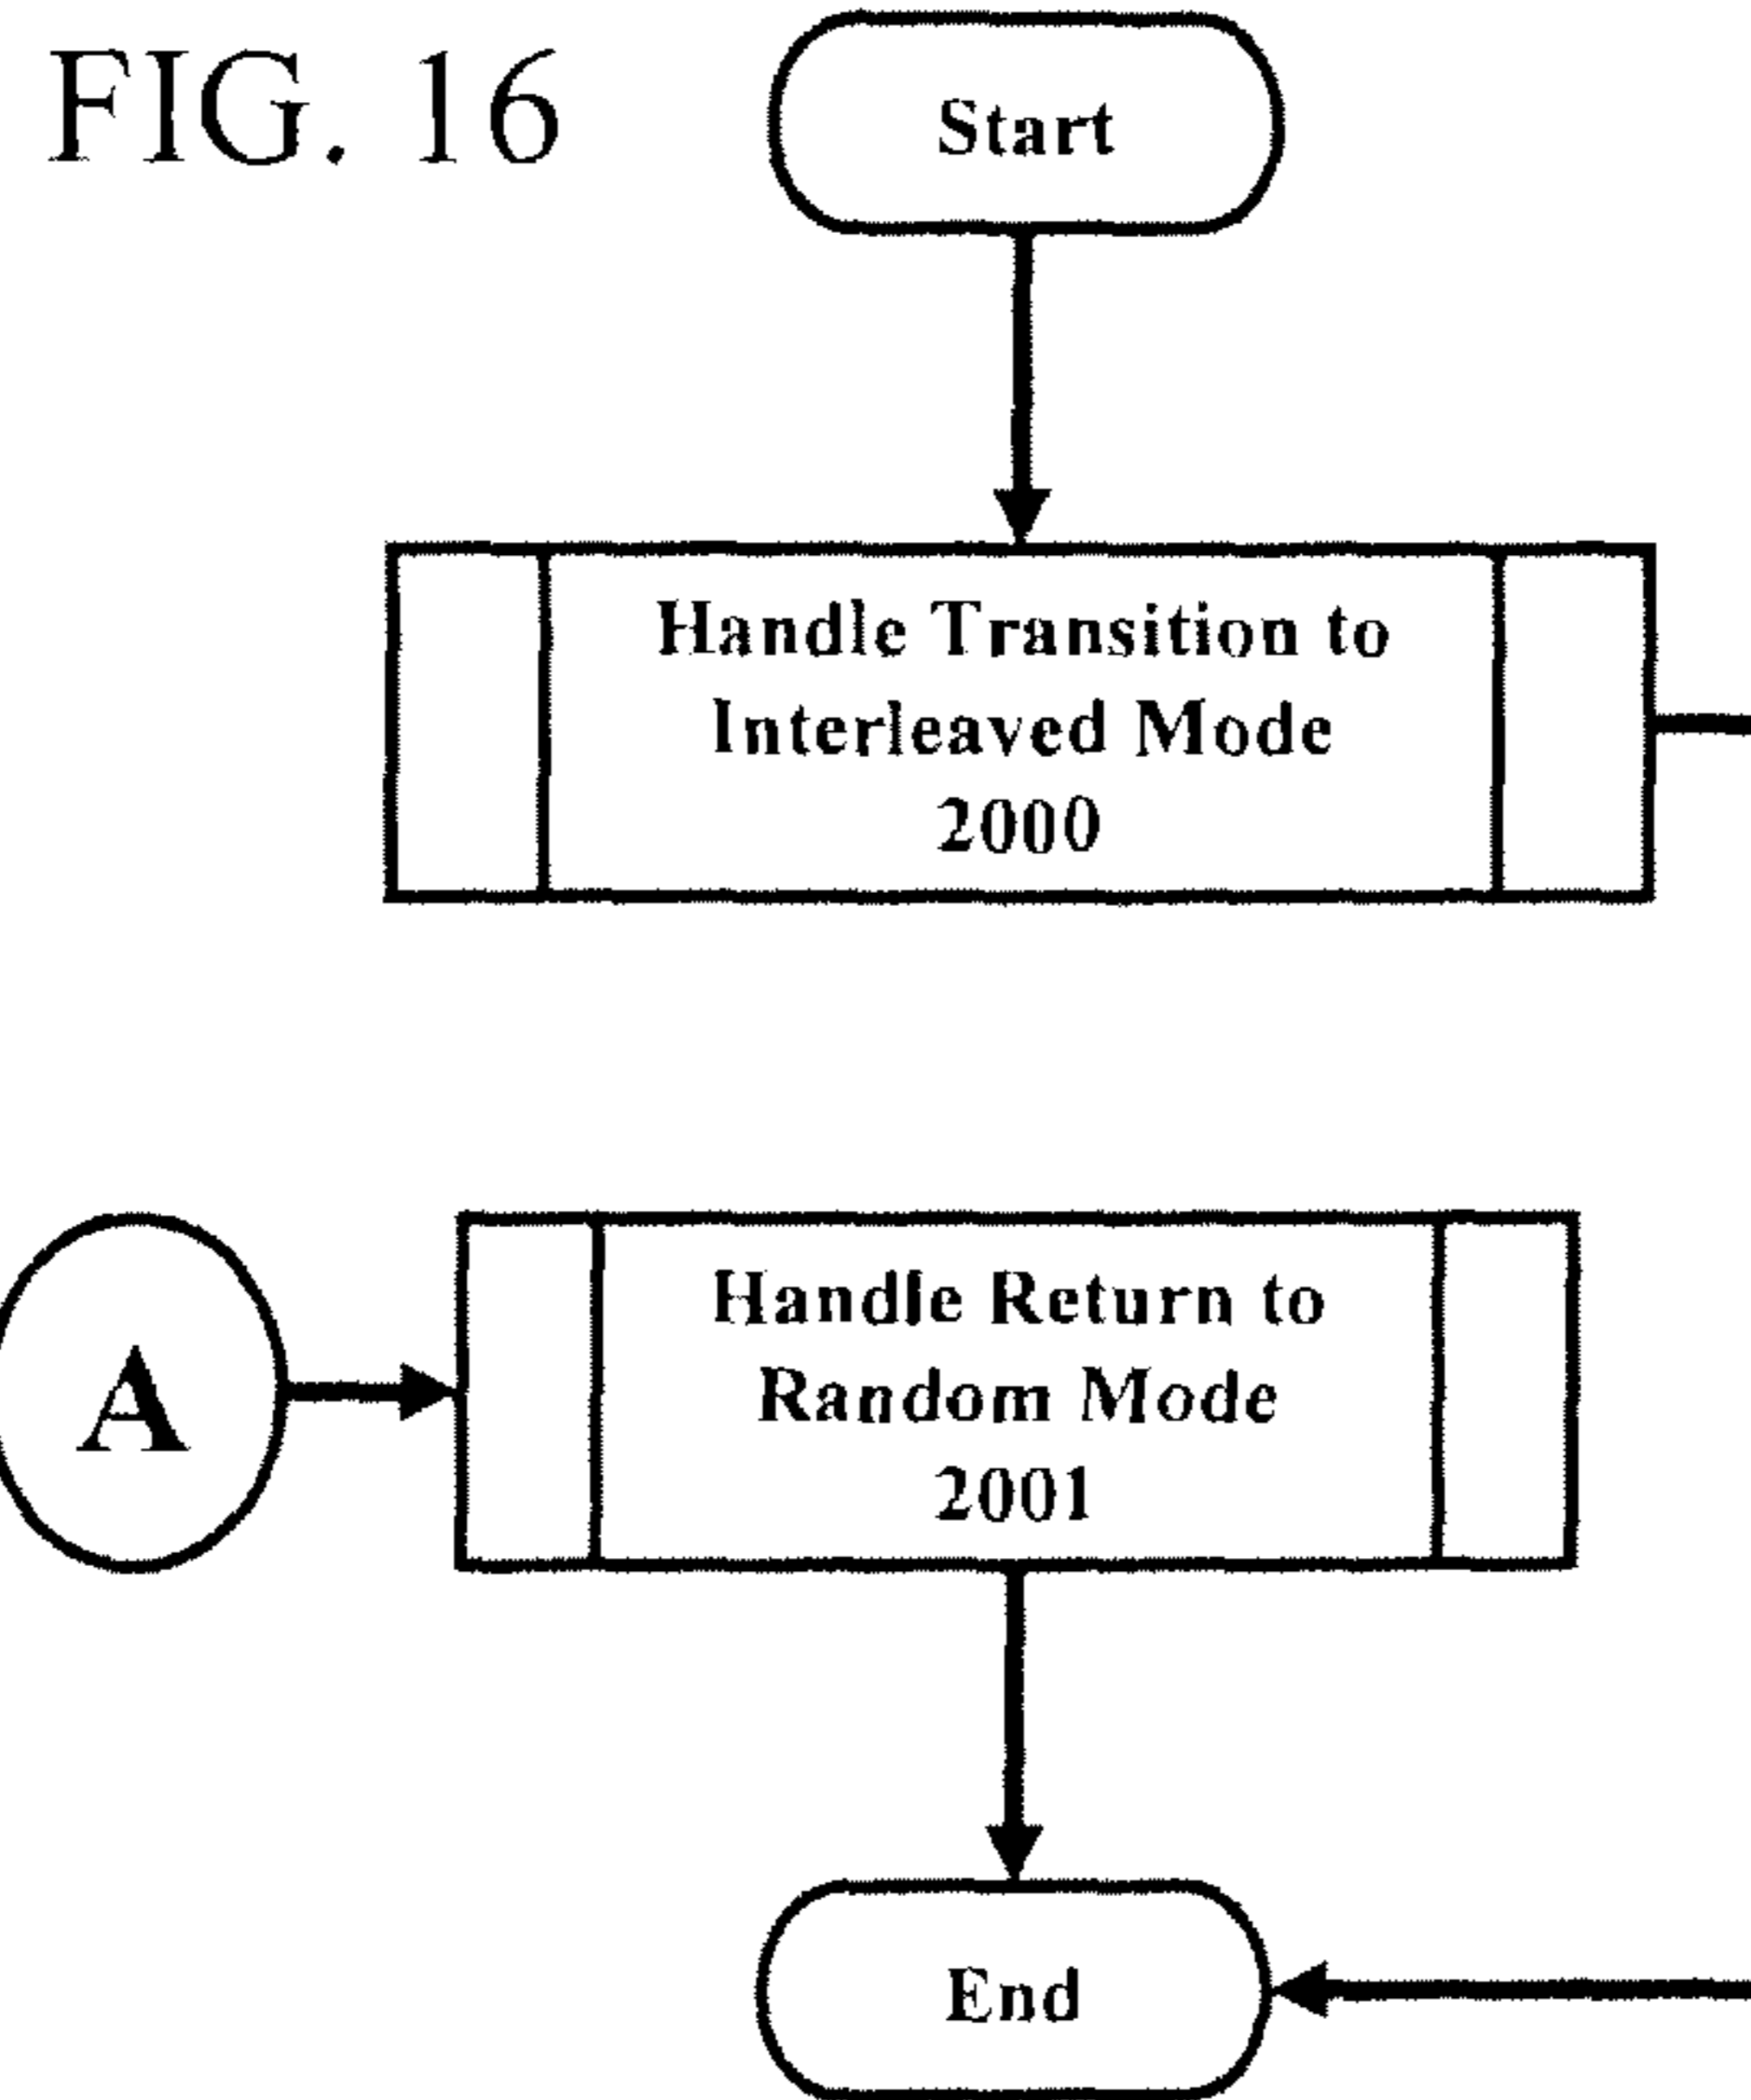 FIG. 16
Start
Handle Transition to
Interleaved Mode
2000
A
Handle Return to
Random Mode
2001
End